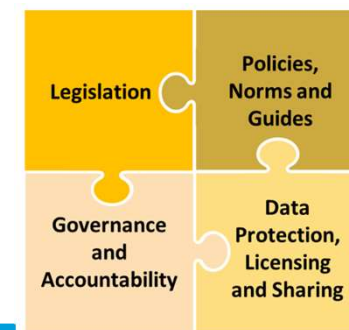 Legislation
Policies,
Norms and
Guides
Governance
and
Accountability
Data
Protection,
Licensing
and Sharing